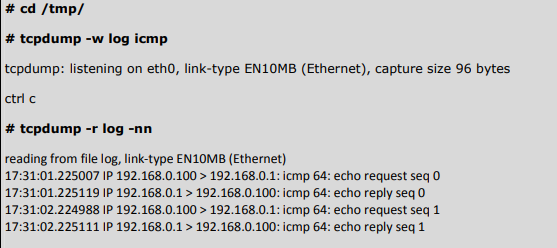 # cd /tmp/
# tcpdump -w log icmp
tcpdump: listening on eth0, link-type EN10MB (Ethernet), capture size 96 bytes
ctrl c
# tcpdump -r log -nn
reading from file log, link-type EN10MB (Ethernet)
17:31:01.225007 IP 192.168.0.100 > 192.168.0.1: icmp 64: echo request seq 0
17:31:01.225119 IP 192.168.0.1 > 192.168.0.100: icmp 64: echo reply seq 0
17:31:02.224988 IP 192.168.0.100 > 192.168.0.1: icmp 64: echo request seq 1
17:31:02.225111 IP 192.168.0.1 > 192.168.0.100: icmp 64: echo reply seq 1